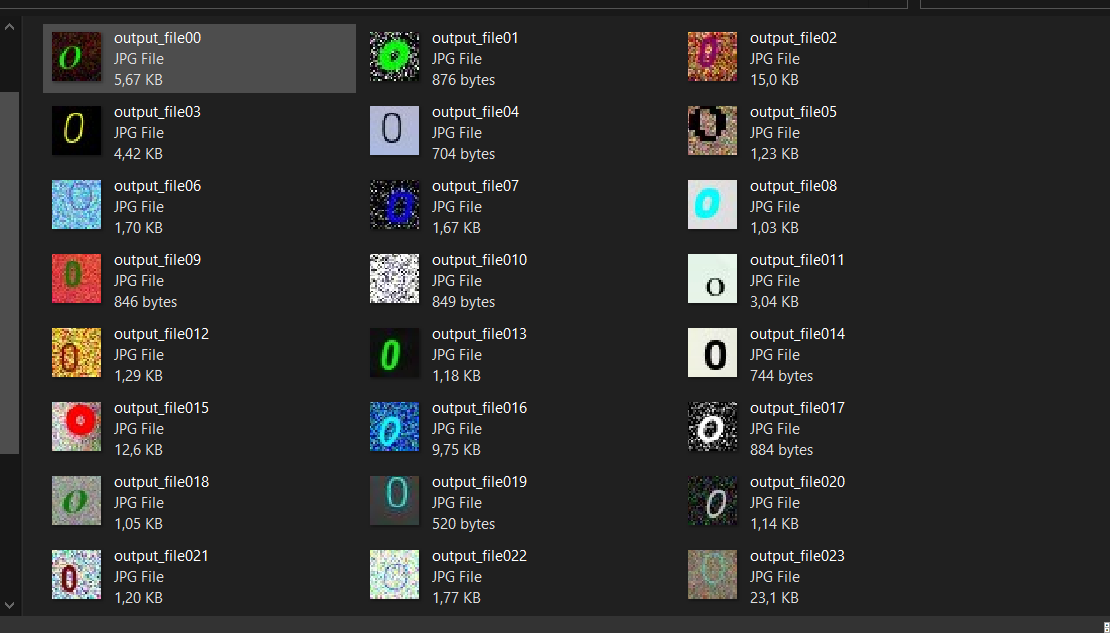 output_file00
JPG File
5,67 KB
output_file01
JPG File
876 bytes
output_file02
JPG File
15,0 KB
output_file03
JPG File
4,42 KB
output_file04
JPG File
704 bytes
output_file05
JPG File
1,23 KB
output_file06
JPG File
1,70 KB
output_file07
JPG File
1,67 KB
output_file08
JPG File
1,03 KB
output_file09
JPG File
846 bytes
output_file010
JPG File
849 bytes
output_file011
JPG File
3,04 KB
output_file012
JPG File
1,29 KB
output_file013
JPG File
1,18 KB
output_file014
JPG File
744 bytes
output_file015
JPG File
12,6 KB
output_file016
JPG File
9,75 KB
output_file017
JPG File
884 bytes
output_file018
JPG File
1,05 KB
output_file019
JPG File
520 bytes
output_file020
JPG File
1,14 KB
output_file021
JPG File
1,20 KB
output_file022
JPG File
1,77 KB
output_file023
JPG File
23,1 KB